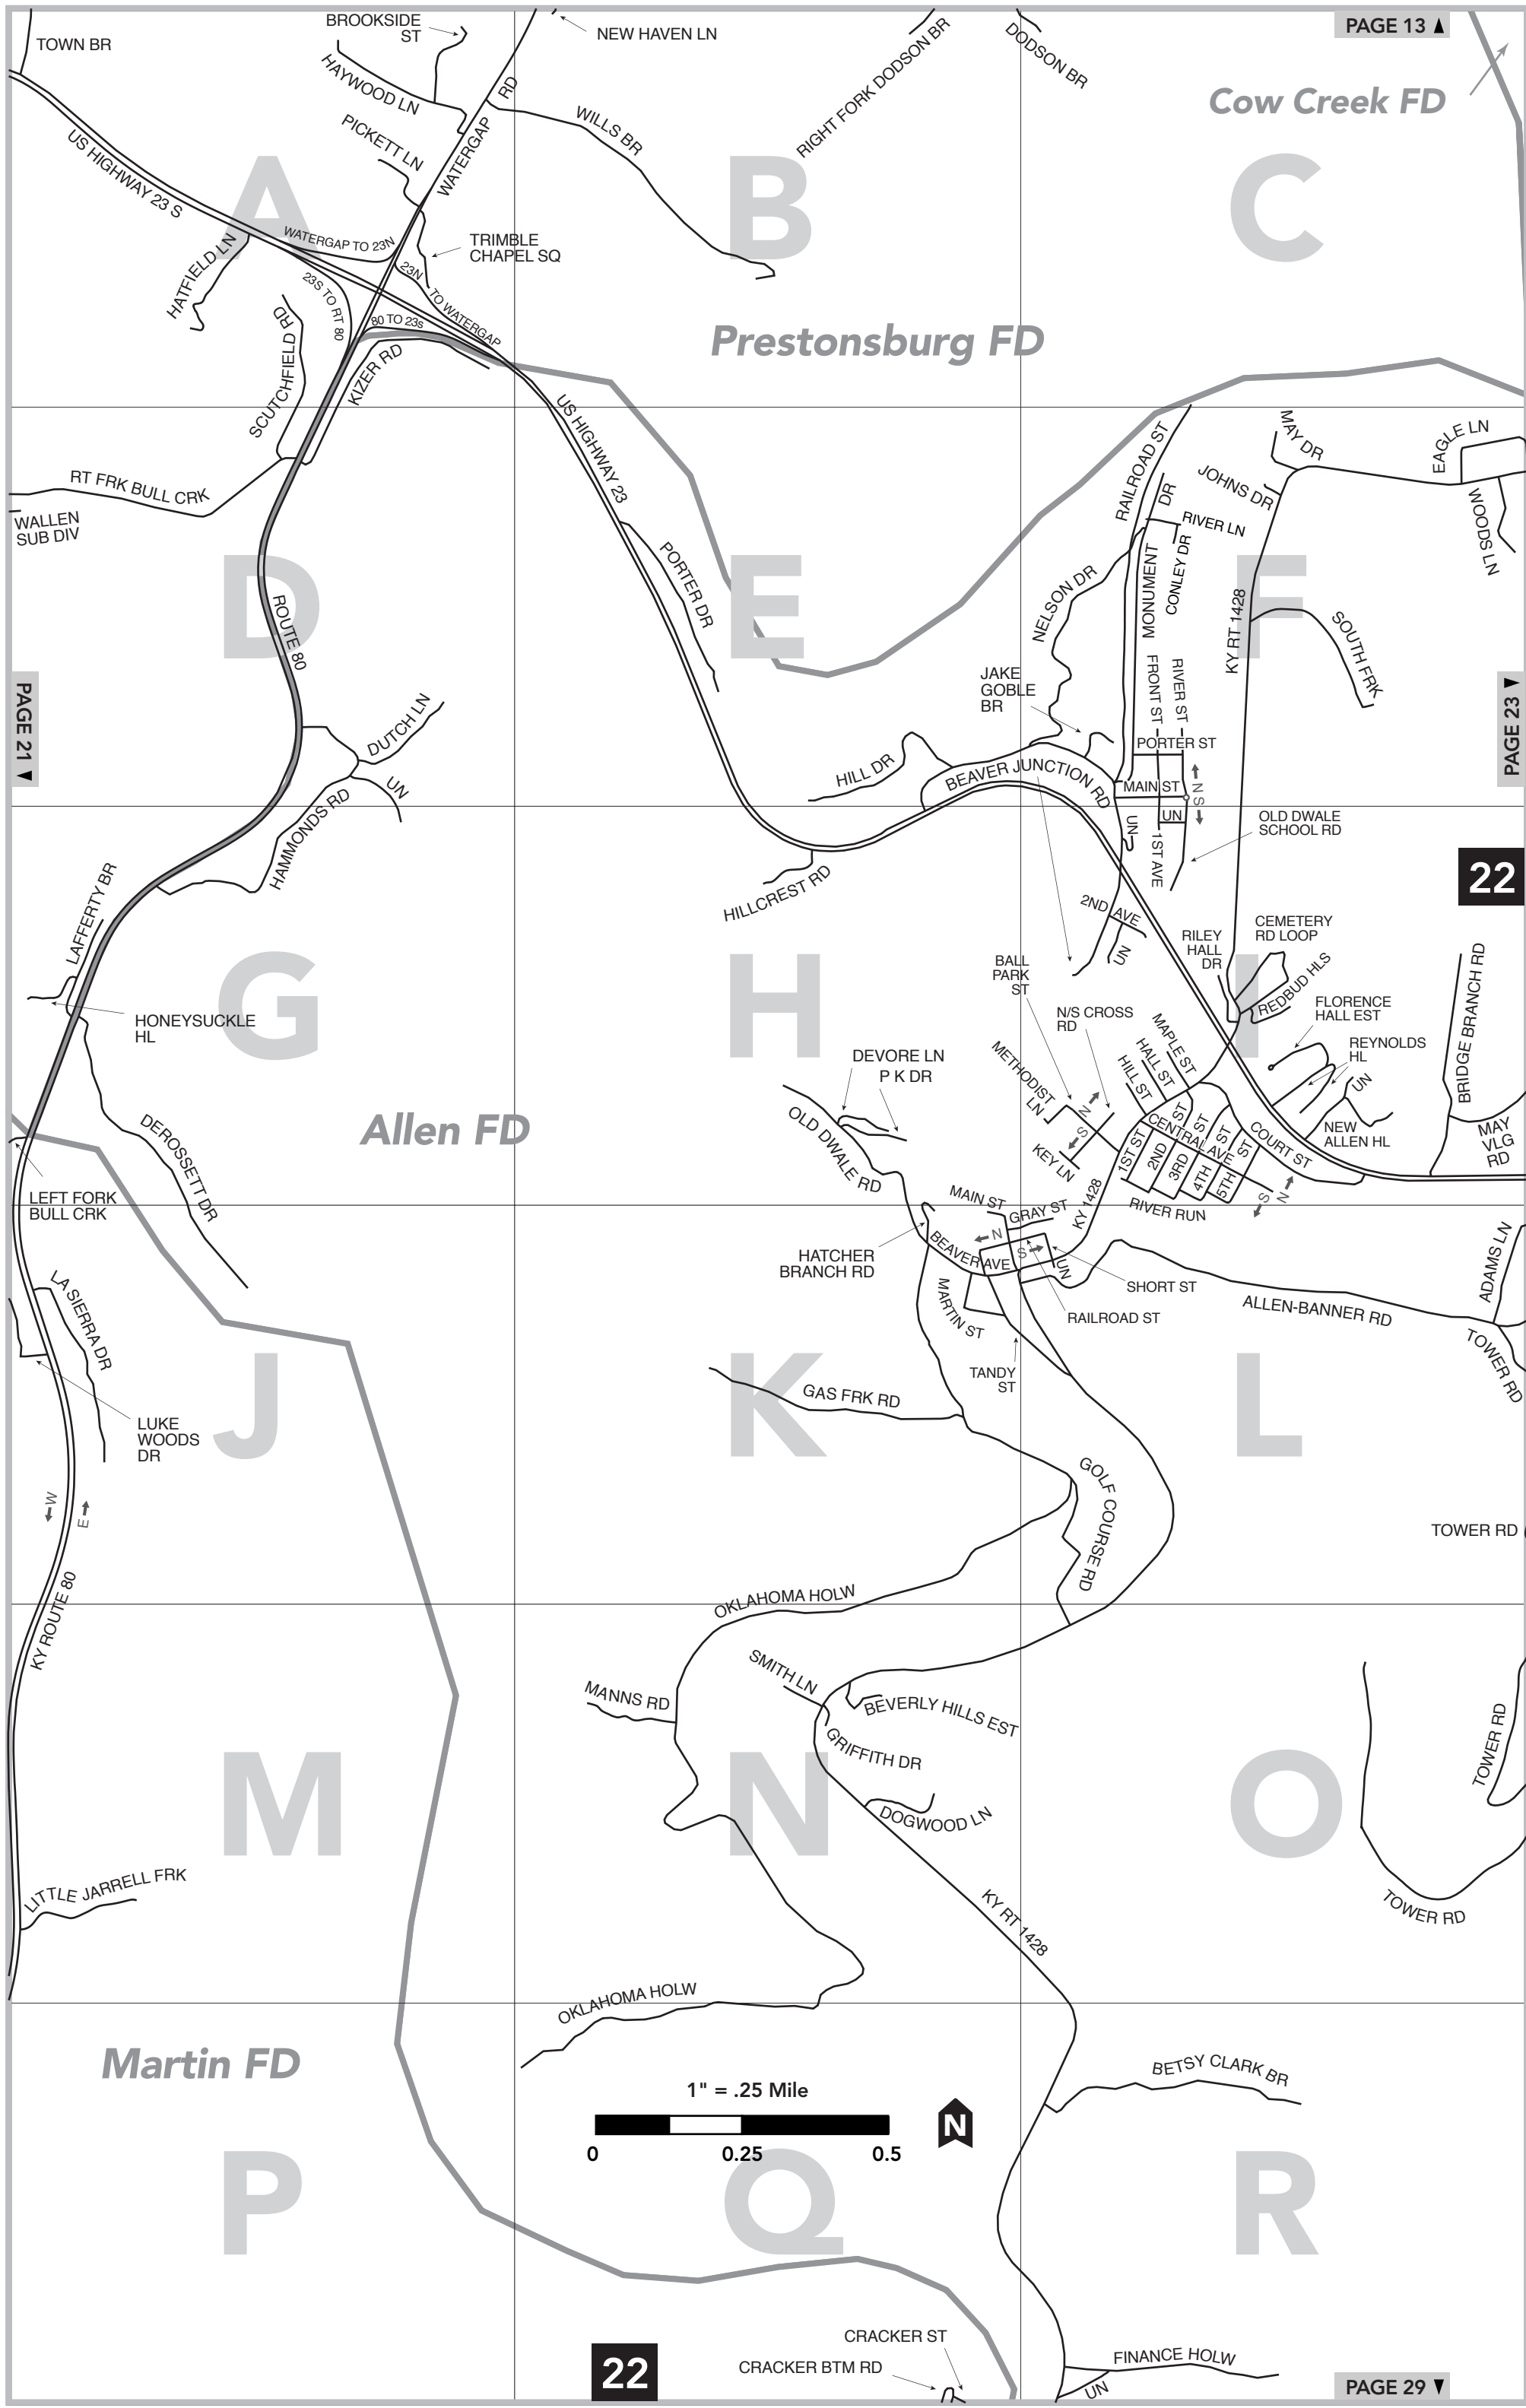 TOWN BR
BROOKSIDE
ST
NEW HAVEN LN
HAYWOOD LN
PICKETT LN
WATERGAP RD
WILLS BR
RIGHT FORK DODSON BR
DODSON BR
PAGE 13 ▲
Cow Creek FD
US HIGHWAY 23 S
A
B
C
WATERGAP TO 23N
TRIMBLE
CHAPEL SQ
HATFIELD LN
23S TO RT 80
23N TO WATERGAP
80 TO 23s
SCUTCHFIELD RD
KIZER RD
Prestonsburg FD
US HIGHWAY 23
RT FRK BULL CRK
WALLEN
SUB DIV
RAILROAD ST
MAY DR
EAGLE LN
JOHNS DR
WOODS LN
RIVER LN
MONUMENT DR
CONLEY DR
NELSON DR
PORTER DR
D
E
F
ROUTE 80
KY RT 1428
SOUTH FRK
FRONT ST
RIVER ST
JAKE
GOBLE
BR
PAGE 21 ▼
PAGE 23 ▼
DUTCH LN
UN
HAMMONDS RD
HILL DR
BEAVER JUNCTION RD
PORTER ST
MAIN ST
N
S
UN
UN
1ST AVE
OLD DWALE
SCHOOL RD
22
LAFFERTY BR
HILLCREST RD
2ND AVE
UN
BALL
PARK
ST
RILEY
HALL
DR
CEMETERY
RD LOOP
REDBUD HLS
BRIDGE BRANCH RD
G
H
I
HONEYSUCKLE
HL
N/S CROSS
RD
FLORENCE
HALL EST
REYNOLDS
HL
UN
MAPLE ST
HALL ST
HILL ST
METHODIST
LN
N
S
KEY LN
DEVORE LN
P K DR
OLD DWALE RD
Allen FD
DEROSSETT DR
CENTRAL AVE
1ST ST
2ND ST
3RD ST
4TH ST
5TH ST
COURT ST
NEW
ALLEN HL
MAY
VLG
RD
RIVER RUN
S
N
LEFT FORK
BULL CRK
KY 1428
MAIN ST
GRAY ST
N
S
BEAVER AVE
UN
HATCHER
BRANCH RD
SHORT ST
RAILROAD ST
MARTIN ST
TANDY
ST
ALLEN-BANNER RD
ADAMS LN
TOWER RD
LA SIERRA DR
J
K
L
LUKE
WOODS
DR
GAS FRK RD
GOLF COURSE RD
W
E
TOWER RD
KY ROUTE 80
OKLAHOMA HOLW
SMITH LN
MANNS RD
BEVERLY HILLS EST
GRIFFITH DR
DOGWOOD LN
TOWER RD
M
N
O
LITTLE JARRELL FRK
KY RT 1428
TOWER RD
OKLAHOMA HOLW
Martin FD
BETSY CLARK BR
1" = .25 Mile
0
0.25
0.5
N
P
Q
R
CRACKER ST
CRACKER BTM RD
22
FINANCE HOLW
UN
PAGE 29 ▼